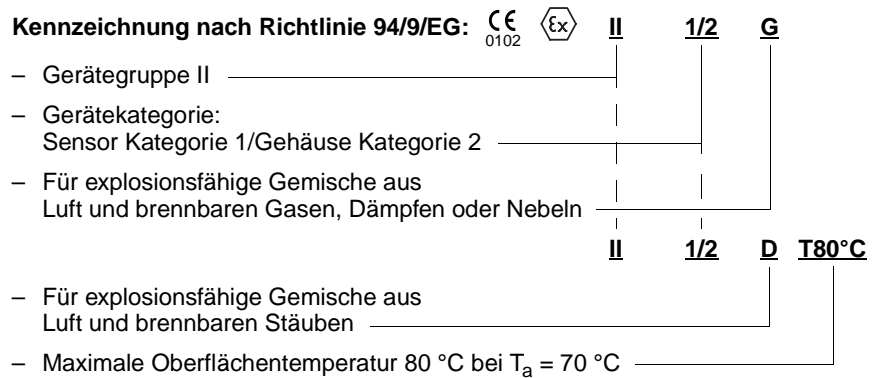 Kennzeichnung nach Richtlinie 94/9/EG: CE 0102 Ex II 1/2 G
– Gerätegruppe II
– Gerätekategorie:
Sensor Kategorie 1/Gehäuse Kategorie 2
– Für explosionsfähige Gemische aus
Luft und brennbaren Gasen, Dämpfen oder Nebeln
II 1/2 D T80°C
– Für explosionsfähige Gemische aus
Luft und brennbaren Stäuben
– Maximale Oberflächentemperatur 80 °C bei Ta = 70 °C